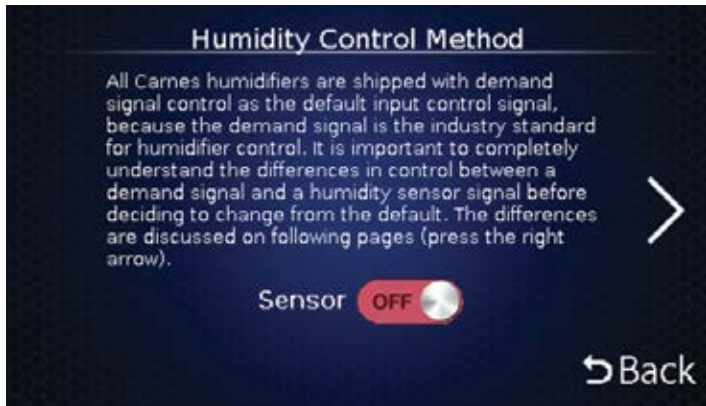 Humidity Control Method
All Carnes humidifiers are shipped with demand
signal control as the default input control signal,
because the demand signal is the industry standard
for humidifier control. It is important to completely
understand the differences in control between a
demand signal and a humidity sensor signal before
deciding to change from the default. The differences
are discussed on following pages (press the right
arrow).
Sensor OFF
Back